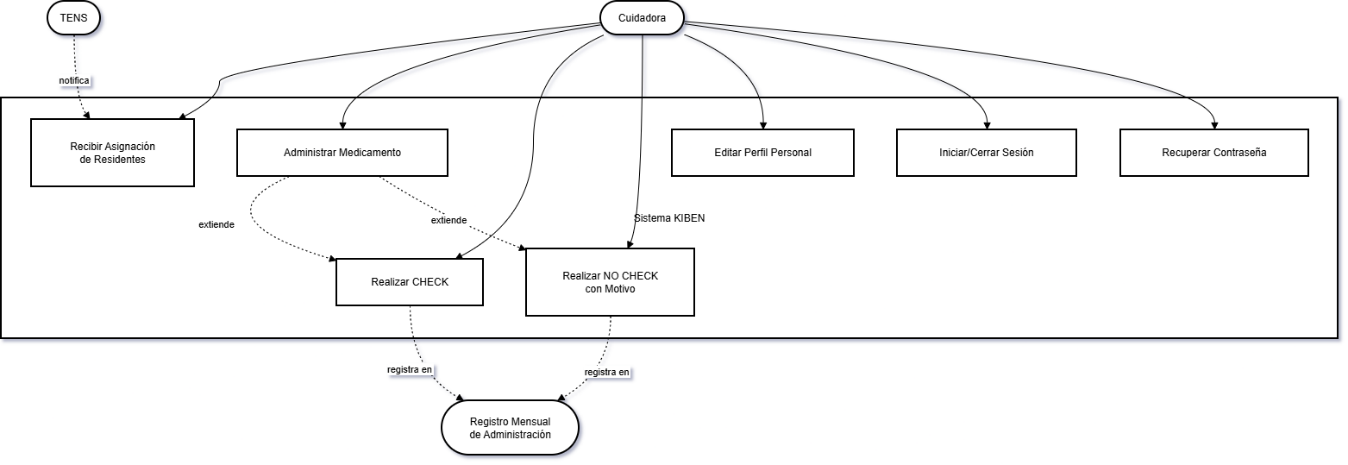 TENS
Cuidadora
notifica
Recibir Asignación
de Residentes
Administrar Medicamento
Editar Perfil Personal
Iniciar/Cerrar Sesión
Recuperar Contraseña
extiende
extiende
Sistema KIBEN
Realizar CHECK
Realizar NO CHECK
con Motivo
registra en
registra en
Registro Mensual
de Administración